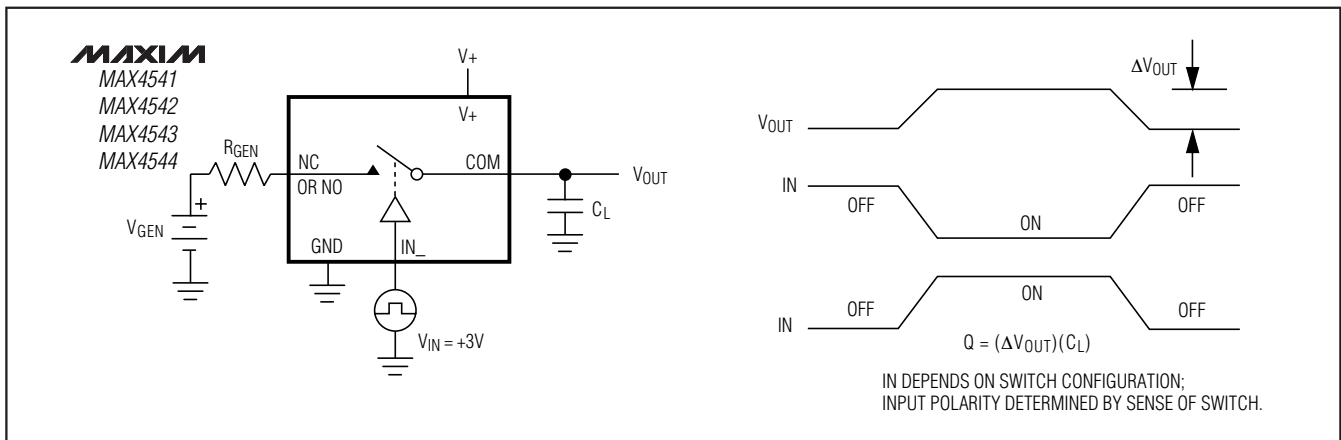 MAXIM
MAX4541
MAX4542
MAX4543
MAX4544
V+
V+
RGEN
NC
OR NO
COM
VOUT
CL
+
VGEN
GND
IN_
VIN = +3V
ΔVOUT
VOUT
IN
OFF
ON
OFF
IN
OFF
ON
OFF
Q = (ΔVOUT)(CL)
IN DEPENDS ON SWITCH CONFIGURATION;
INPUT POLARITY DETERMINED BY SENSE OF SWITCH.